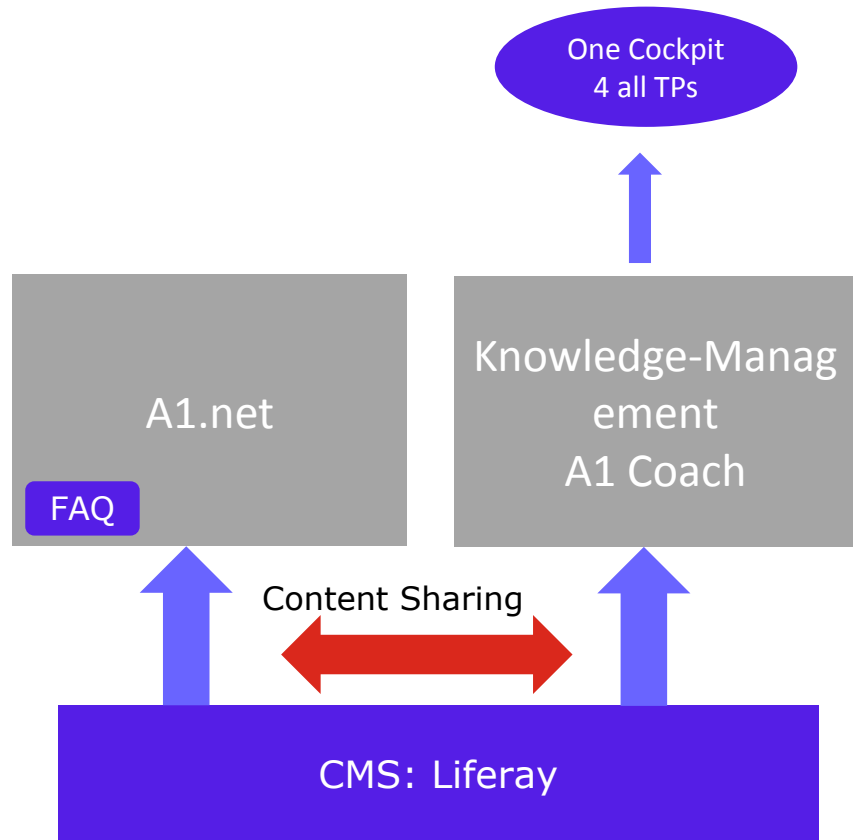 One Cockpit
4 all TPs
A1.net
Knowledge-Manag
ement
A1 Coach
FAQ
Content Sharing
CMS: Liferay